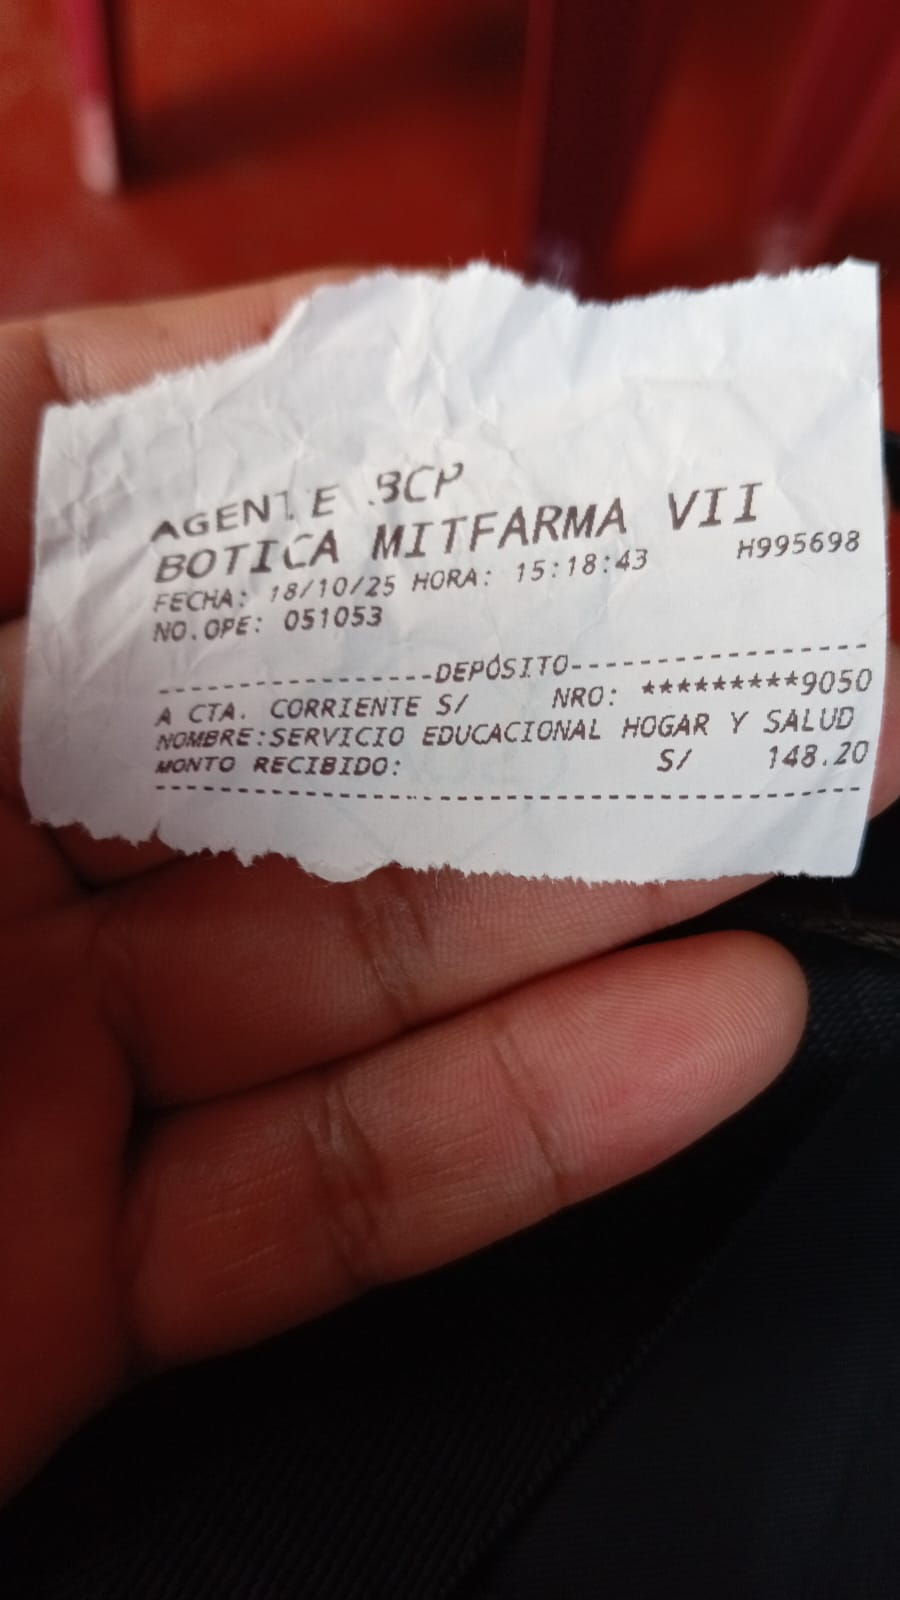 AGENTE BCP
BOTICA MITFARMA VII
FECHA: 18/10/25 HORA: 15:18:43 H995698
NO.OPE: 051053
-----------------DEPÓSITO-----------------
A CTA. CORRIENTE S/ NRO: *********9050
NOMBRE:SERVICIO EDUCACIONAL HOGAR Y SALUD
MONTO RECIBIDO: S/ 148.20